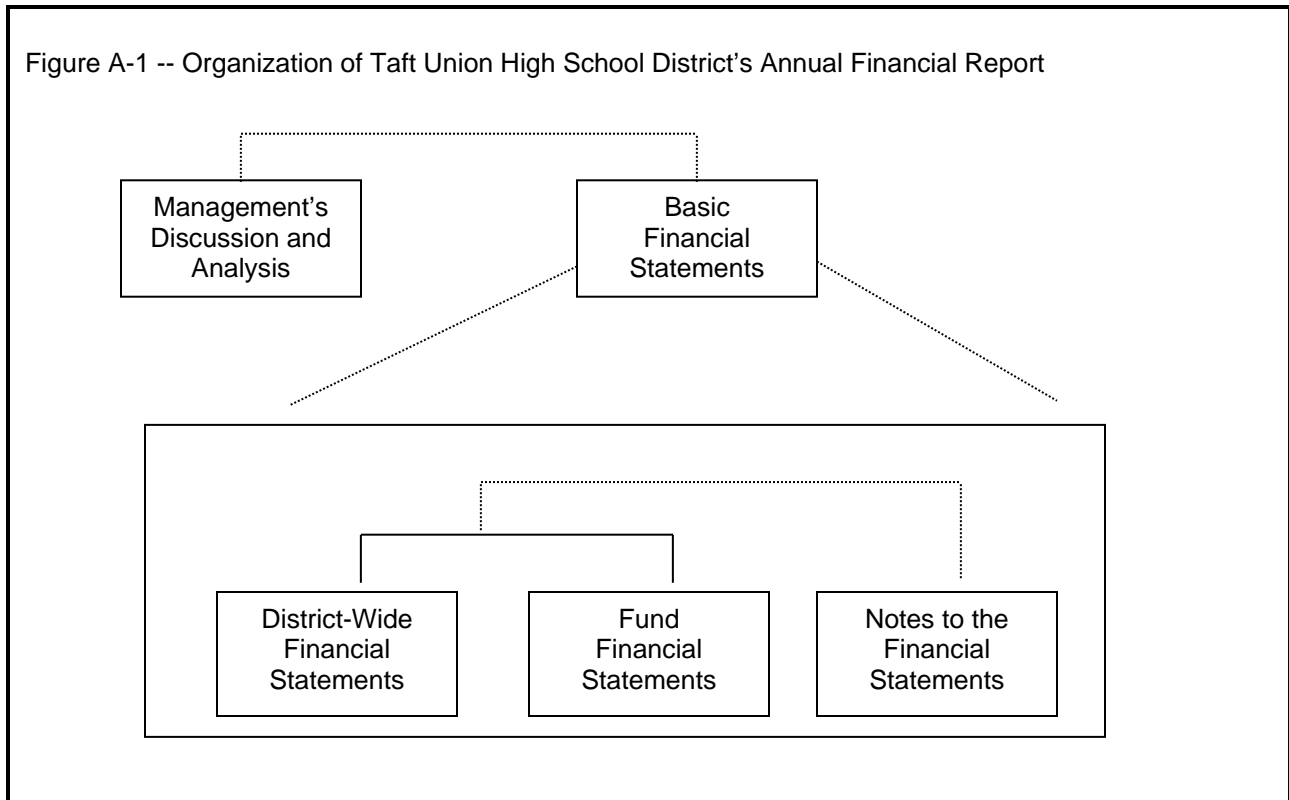 Figure A-1 -- Organization of Taft Union High School District's Annual Financial Report
Management's
Discussion and
Analysis
Basic
Financial
Statements
District-Wide
Financial
Statements
Fund
Financial
Statements
Notes to the
Financial
Statements